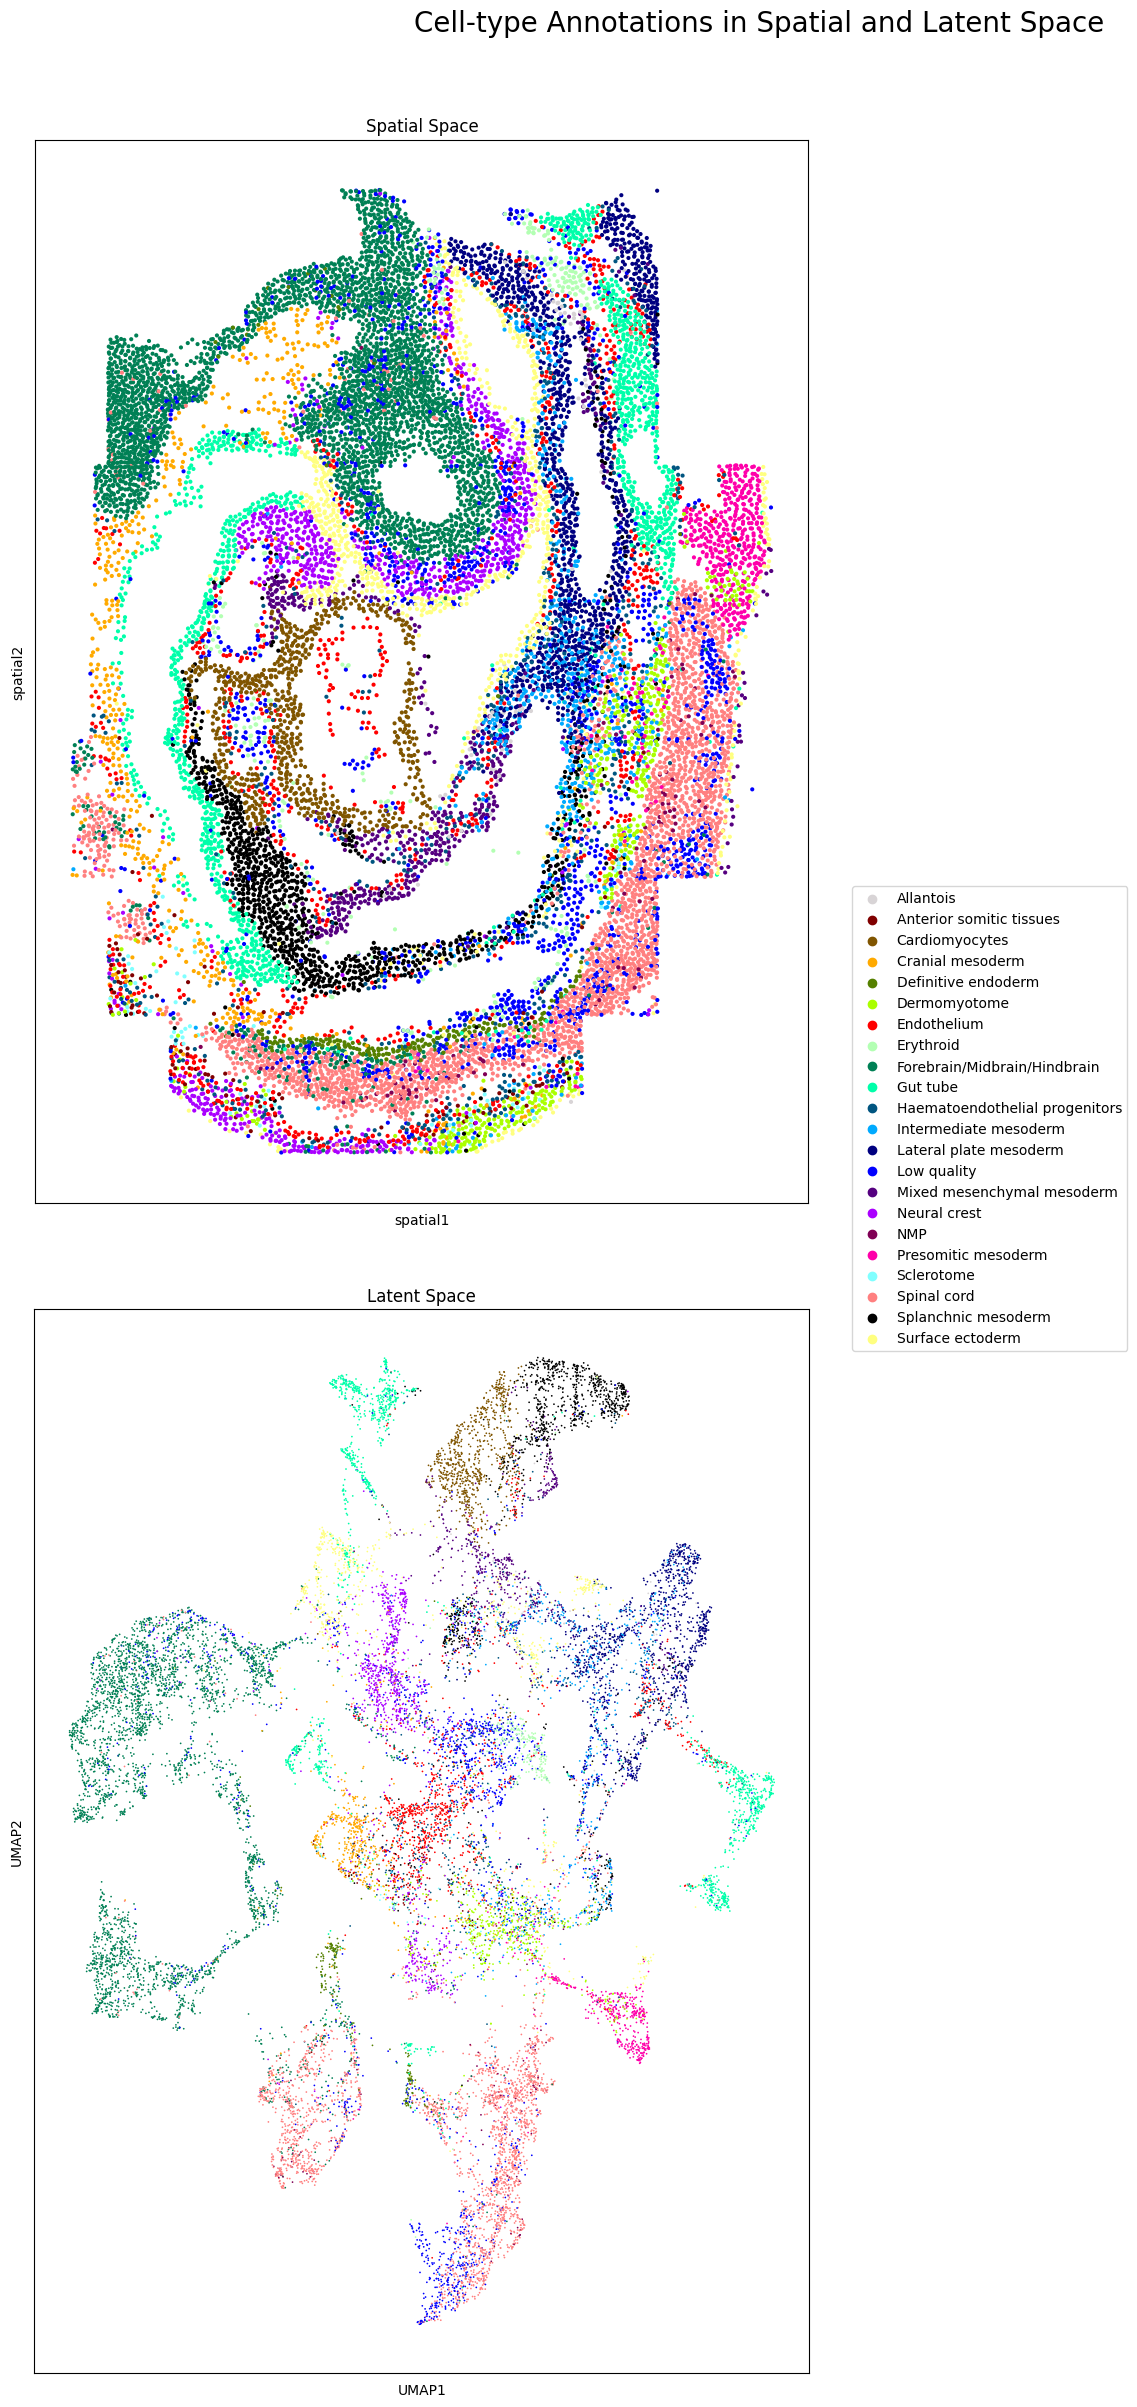 Cell-type Annotations in Spatial and Latent Space
Spatial Space
spatial2
spatial1
Allantois
Anterior somitic tissues
Cardiomyocytes
Cranial mesoderm
Definitive endoderm
Dermomyotome
Endothelium
Erythroid
Forebrain/Midbrain/Hindbrain
Gut tube
Haematoendothelial progenitors
Intermediate mesoderm
Lateral plate mesoderm
Low quality
Mixed mesenchymal mesoderm
Neural crest
NMP
Presomitic mesoderm
Sclerotome
Spinal cord
Splanchnic mesoderm
Surface ectoderm
Latent Space
UMAP2
UMAP1